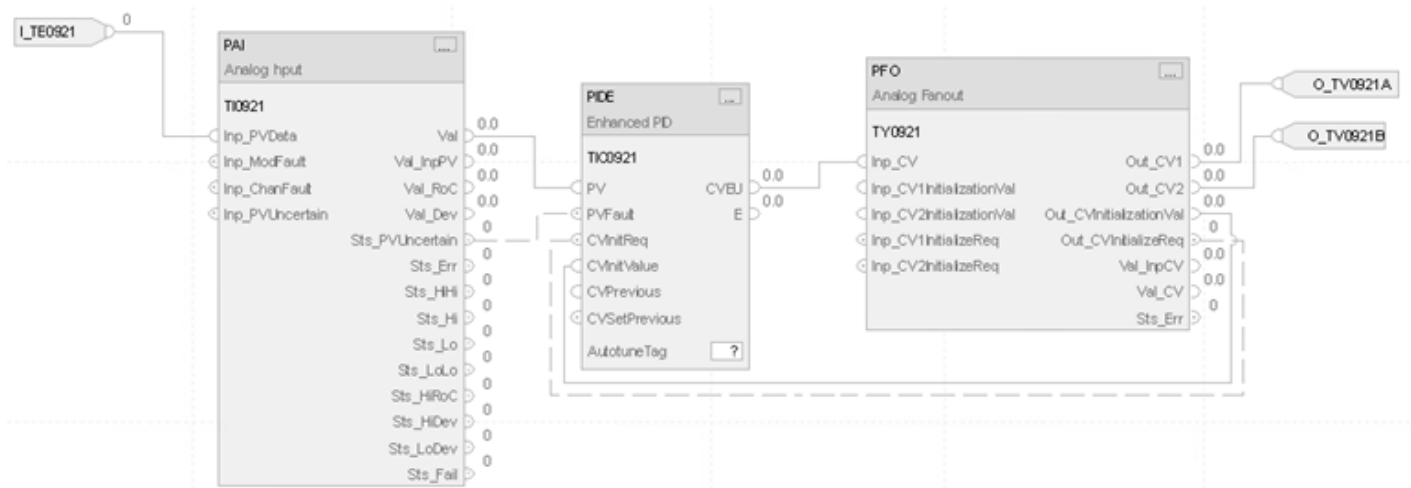 I_TE0921
0
PAI
...
Analog Input
TI0921
Inp_PVData
Val
0.0
Inp_ModFault
Val_InpPV
0.0
Inp_ChanFault
Val_RoC
0.0
Inp_PVUncertain
Val_Dev
0.0
Sts_PVUncertain
0
Sts_Err
0
Sts_HiHi
0
Sts_Hi
0
Sts_Lo
0
Sts_LoLo
0
Sts_HiRoC
0
Sts_HiDev
0
Sts_LoDev
0
Sts_Fail
0
PIDE
...
Enhanced PID
TIC0921
PV
CVEU
0.0
PVFault
E
0.0
CVInitReq
CVInitValue
CVPrevious
CVSetPrevious
AutotuneTag
?
PFO
...
Analog Fanout
TY0921
Inp_CV
Out_CV1
0.0
Inp_CV1InitializationVal
Out_CV2
0.0
Inp_CV2InitializationVal
Out_CVInitializationVal
0.0
Inp_CV1InitializeReq
Out_CVInitializeReq
0
Inp_CV2InitializeReq
Val_InpCV
0.0
Val_CV
0.0
Sts_Err
0
O_TV0921A
O_TV0921B